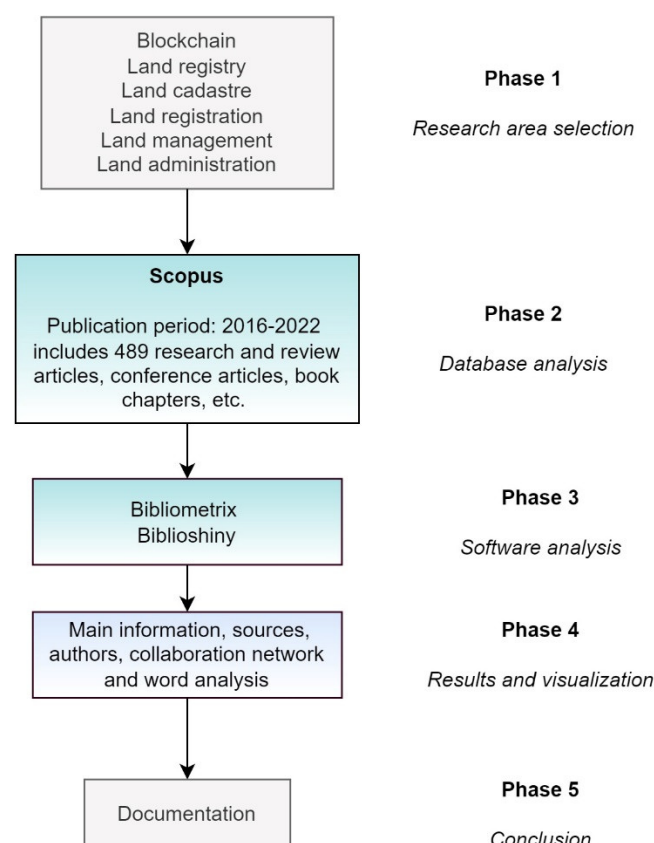 Blockchain
Land registry
Land cadastre
Land registration
Land management
Land administration
Phase 1
Research area selection
Scopus
Publication period: 2016-2022
includes 489 research and review
articles, conference articles, book
chapters, etc.
Phase 2
Database analysis
Bibliometrix
Biblioshiny
Phase 3
Software analysis
Main information, sources,
authors, collaboration network
and word analysis
Phase 4
Results and visualization
Documentation
Phase 5
Conclusion